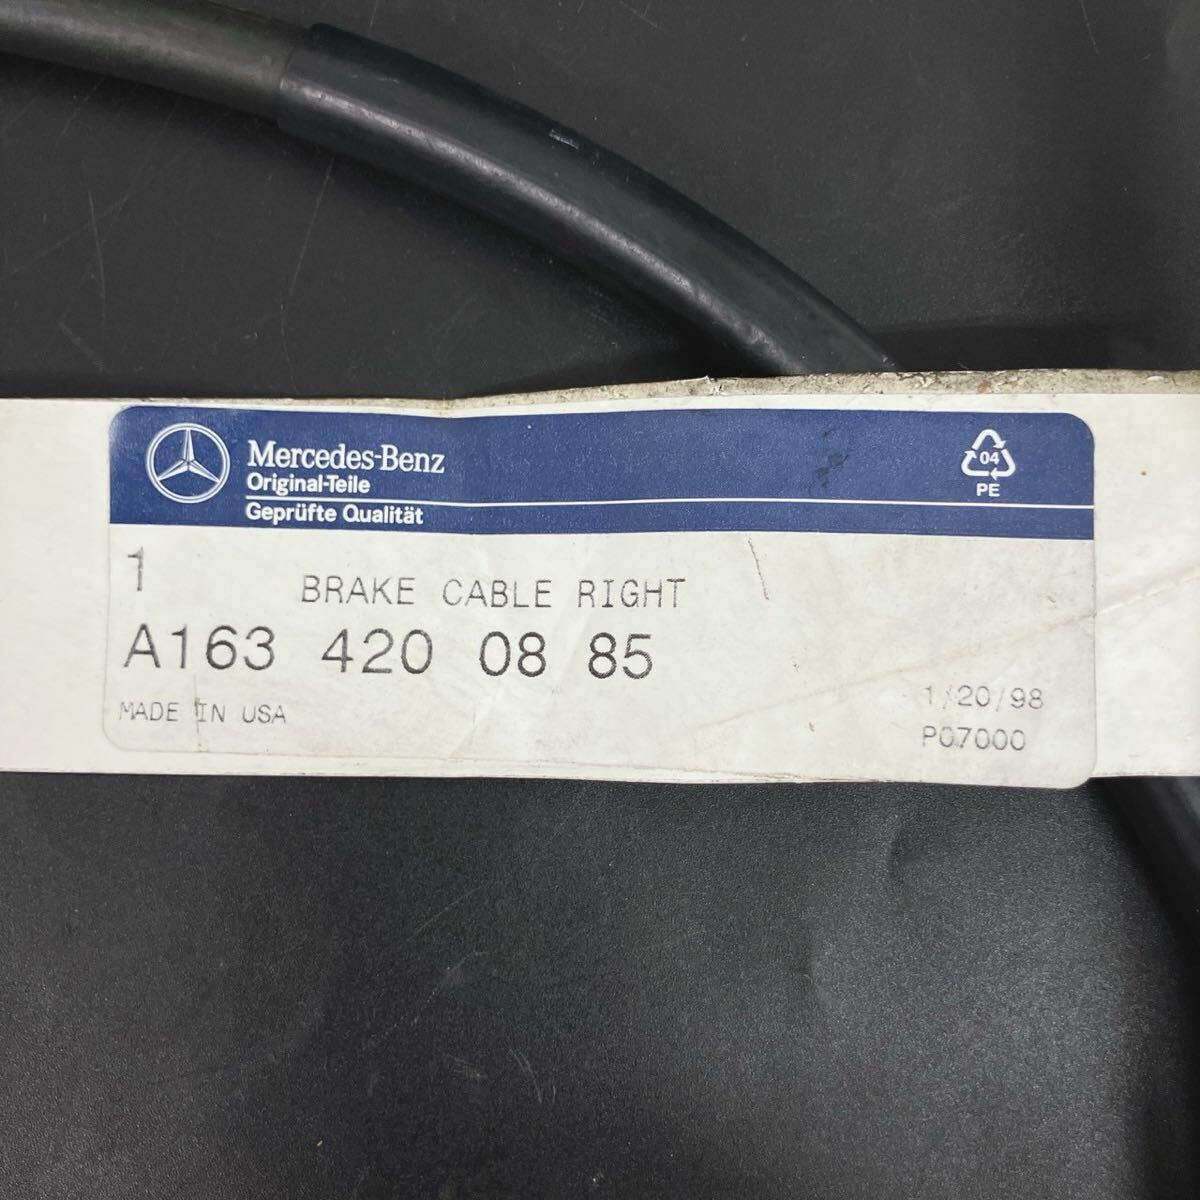 Mercedes-Benz
Original-Teile
Geprüfte Qualität
04
PE
1
BRAKE CABLE RIGHT
A163 420 08 85
MADE IN USA
1/20/98
P07000